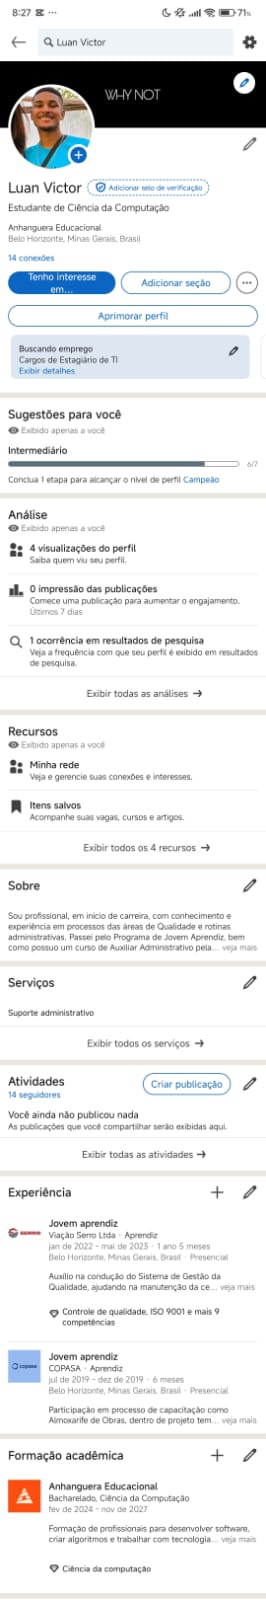 8:27
71%
Luan Victor
WHY NOT
Luan Victor
Adicionar selo de verificação
Estudante de Ciência da Computação
Anhanguera Educacional
Belo Horizonte, Minas Gerais, Brasil
14 conexões
Tenho interesse em...
Adicionar seção
Aprimorar perfil
Buscando emprego
Cargos de Estagiário de TI
Exibir detalhes
Sugestões para você
Exibido apenas a você
Intermediário
6/7
Conclua 1 etapa para alcançar o nível de perfil Campeão
Análise
Exibido apenas a você
4 visualizações do perfil
Saiba quem viu seu perfil.
0 impressão das publicações
Comece uma publicação para aumentar o engajamento.
Últimos 7 dias
1 ocorrência em resultados de pesquisa
Veja a frequência com que seu perfil é exibido em resultados
de pesquisa.
Exibir todas as análises →
Recursos
Exibido apenas a você
Minha rede
Veja e gerencie suas conexões e interesses.
Itens salvos
Acompanhe suas vagas, cursos e artigos.
Exibir todos os 4 recursos →
Sobre
Sou profissional, em início de carreira, com conhecimento e
experiência em processos das áreas de Qualidade e rotinas
administrativas. Passei pelo Programa de Jovem Aprendiz, bem
como possuo um curso de Auxiliar Administrativo pela... veja mais
Serviços
Suporte administrativo
Exibir todos os serviços →
Atividades
14 seguidores
Criar publicação
Você ainda não publicou nada
As publicações que você compartilhar serão exibidas aqui.
Exibir todas as atividades →
Experiência
SERRO
Jovem aprendiz
Viação Serro Ltda · Aprendiz
jan de 2022 - mai de 2023 · 1 ano 5 meses
Belo Horizonte, Minas Gerais, Brasil · Presencial
Auxílio na condução do Sistema de Gestão da
Qualidade, ajudando na manutenção da ce... veja mais
Controle de qualidade, ISO 9001 e mais 9
competências
COPASA
Jovem aprendiz
COPASA · Aprendiz
jul de 2019 - dez de 2019 · 6 meses
Belo Horizonte, Minas Gerais, Brasil · Presencial
Participação em processo de capacitação como
Almoxarife de Obras, dentro de projeto tem... veja mais
Formação acadêmica
Anhanguera Educacional
Bacharelado, Ciência da Computação
fev de 2024 - nov de 2027
Formação de profissionais para desenvolver software,
criar algoritmos e trabalhar com tecnologia... veja mais
Ciência da computação